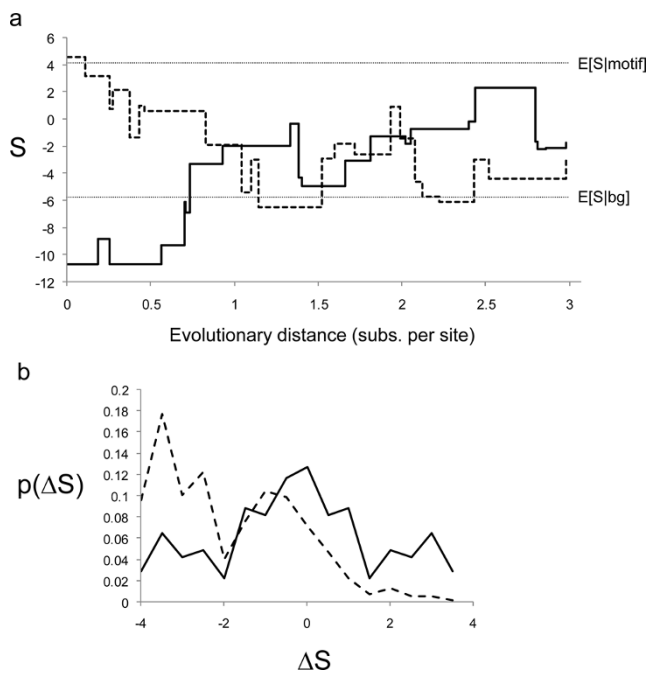 a
6
4
2
0
-2
-4
-6
-8
-10
-12
S
E[S|motif]
E[S|bg]
0 0.5 1 1.5 2 2.5 3
Evolutionary distance (subs. per site)
b
0.2
0.18
0.16
0.14
0.12
0.1
0.08
0.06
0.04
0.02
0
p(ΔS)
-4 -2 0 2 4
ΔS